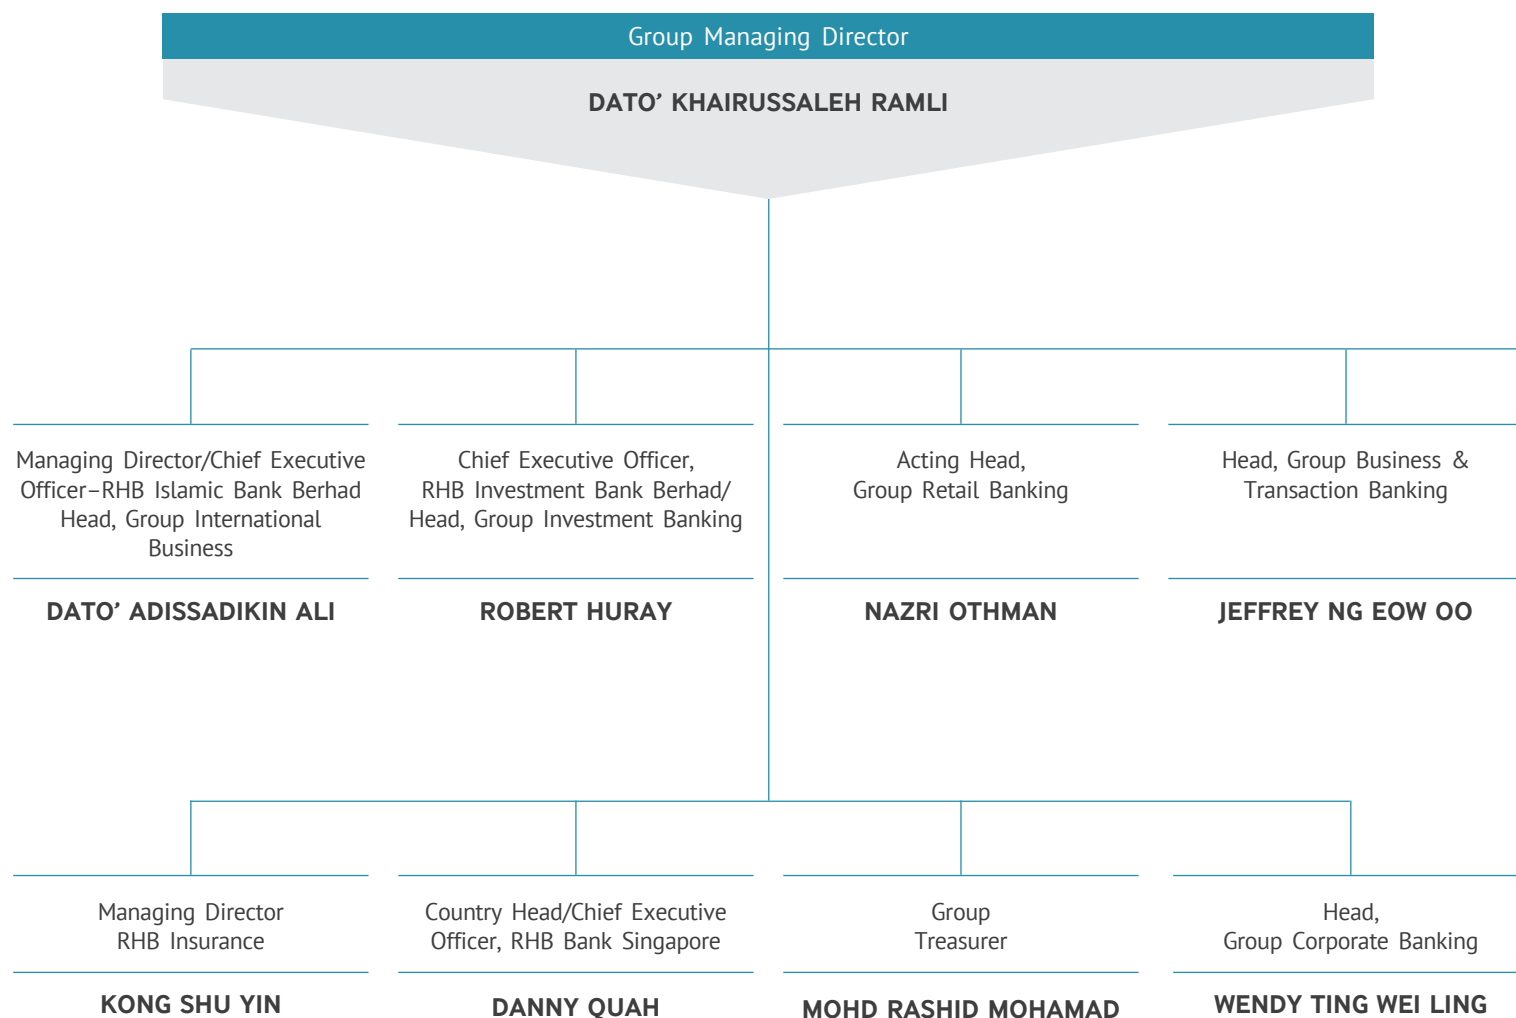 Group Managing Director
DATO’ KHAIRUSSALEH RAMLI
Managing Director/Chief Executive
Officer–RHB Islamic Bank Berhad
Head, Group International
Business
DATO’ ADISSADIKIN ALI
Chief Executive Officer,
RHB Investment Bank Berhad/
Head, Group Investment Banking
ROBERT HURAY
Acting Head,
Group Retail Banking
NAZRI OTHMAN
Head, Group Business &
Transaction Banking
JEFFREY NG EOW OO
Managing Director
RHB Insurance
KONG SHU YIN
Country Head/Chief Executive
Officer, RHB Bank Singapore
DANNY QUAH
Group
Treasurer
MOHD RASHID MOHAMAD
Head,
Group Corporate Banking
WENDY TING WEI LING